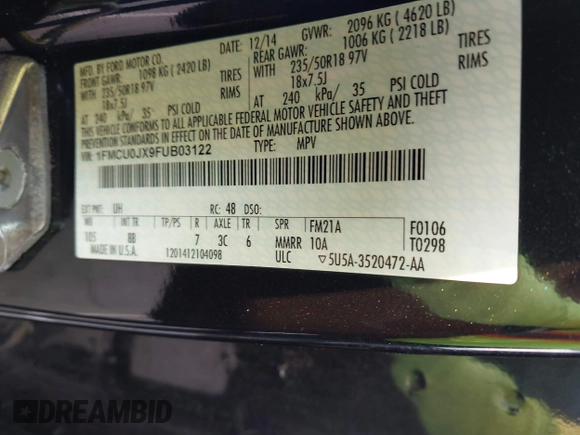 MFD. BY FORD MOTOR CO.
12/14 GVWR: 2096 KG ( 4620 LB)
FRONT GAWR: 1098 KG ( 2420 LB)
REAR GAWR: 1006 KG ( 2218 LB)
WITH 235/50R18 97V TIRES
WITH 235/50R18 97V TIRES
18x7.5J RIMS
18x7.5J RIMS
AT 240 kPa/ 35 PSI COLD
AT 240 kPa/ 35 PSI COLD
THIS VEHICLE CONFORMS TO ALL APPLICABLE FEDERAL MOTOR VEHICLE SAFETY AND THEFT
PREVENTION STANDARDS IN EFFECT ON THE DATE OF MANUFACTURE SHOWN ABOVE.
VIN: 1FMCU0JX9FUB03122
TYPE: MPV
EXT PNT: UH RC: 48 DSO:
WB BB TP/PS R AXLE TR SPR FM21A F0106
105 BB 7 3C 6 MMRR 10A T0298
MADE IN U.S.A. 1201412104098 ULC ▽5U5A-3520472-AA
DREAMBID